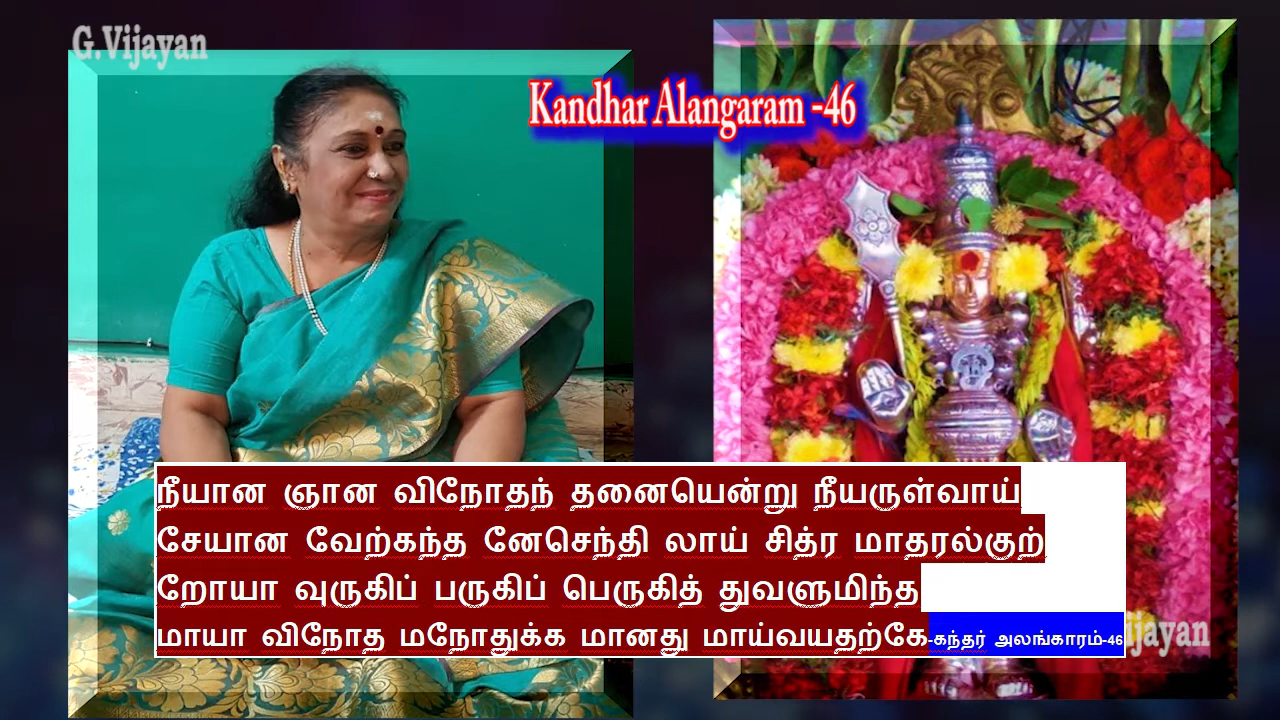 G.Vijayan
Kandhar Alangaram -46
நீயான ஞான விநோதந் தனையென்று நீயருள்வாய்
சேயான வேற்கந்த னேசெந்தி லாய் சித்ர மாதரல்குற்
றோயா வுருகிப் பருகிப் பெருகித் துவளுமிந்த
மாயா விநோத மநோதுக்க மானது மாய்வயதற்கே-கந்தர் அலங்காரம்-46